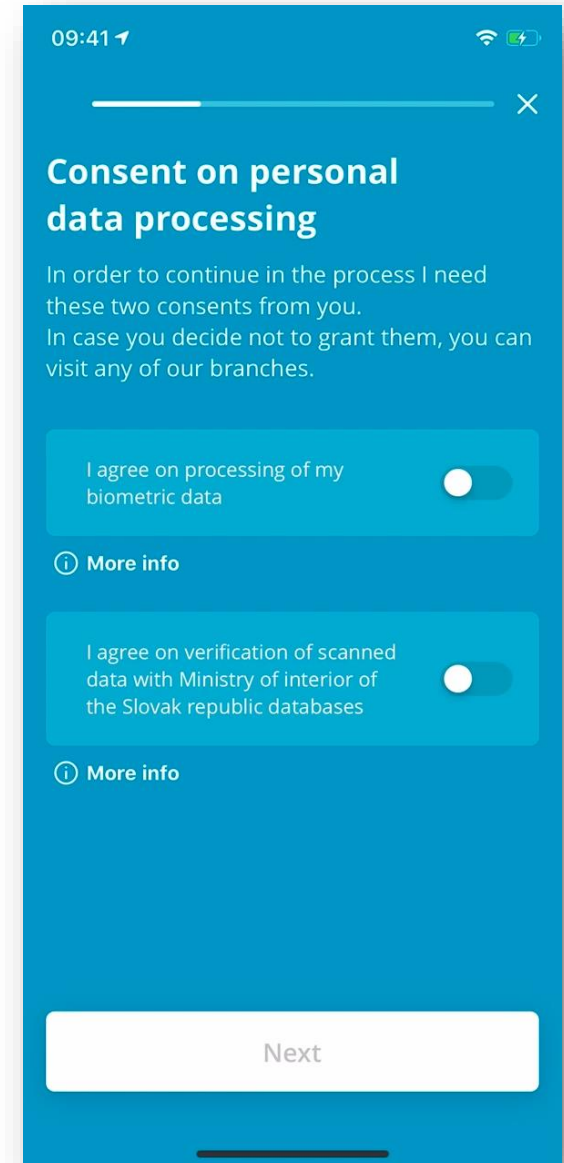 09:41
Consent on personal
data processing
In order to continue in the process I need
these two consents from you.
In case you decide not to grant them, you can
visit any of our branches.
I agree on processing of my
biometric data
More info
I agree on verification of scanned
data with Ministry of interior of
the Slovak republic databases
More info
Next